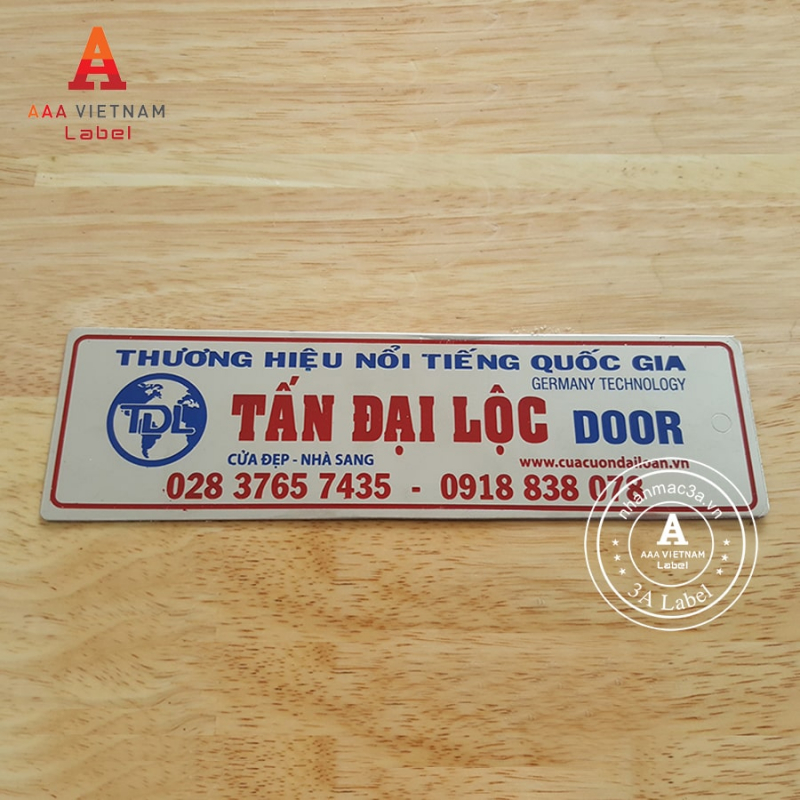 A
AAA VIETNAM
Label
THƯƠNG HIỆU NỔI TIẾNG QUỐC GIA
GERMANY TECHNOLOGY
TDL
TẤN ĐẠI LỘC DOOR
CỬA ĐẸP - NHÀ SANG
www.cuacuondailoan.vn
028 3765 7435 - 0918 838 078
nhanmac3a.vn
A
AAA VIETNAM
Label
3A Label